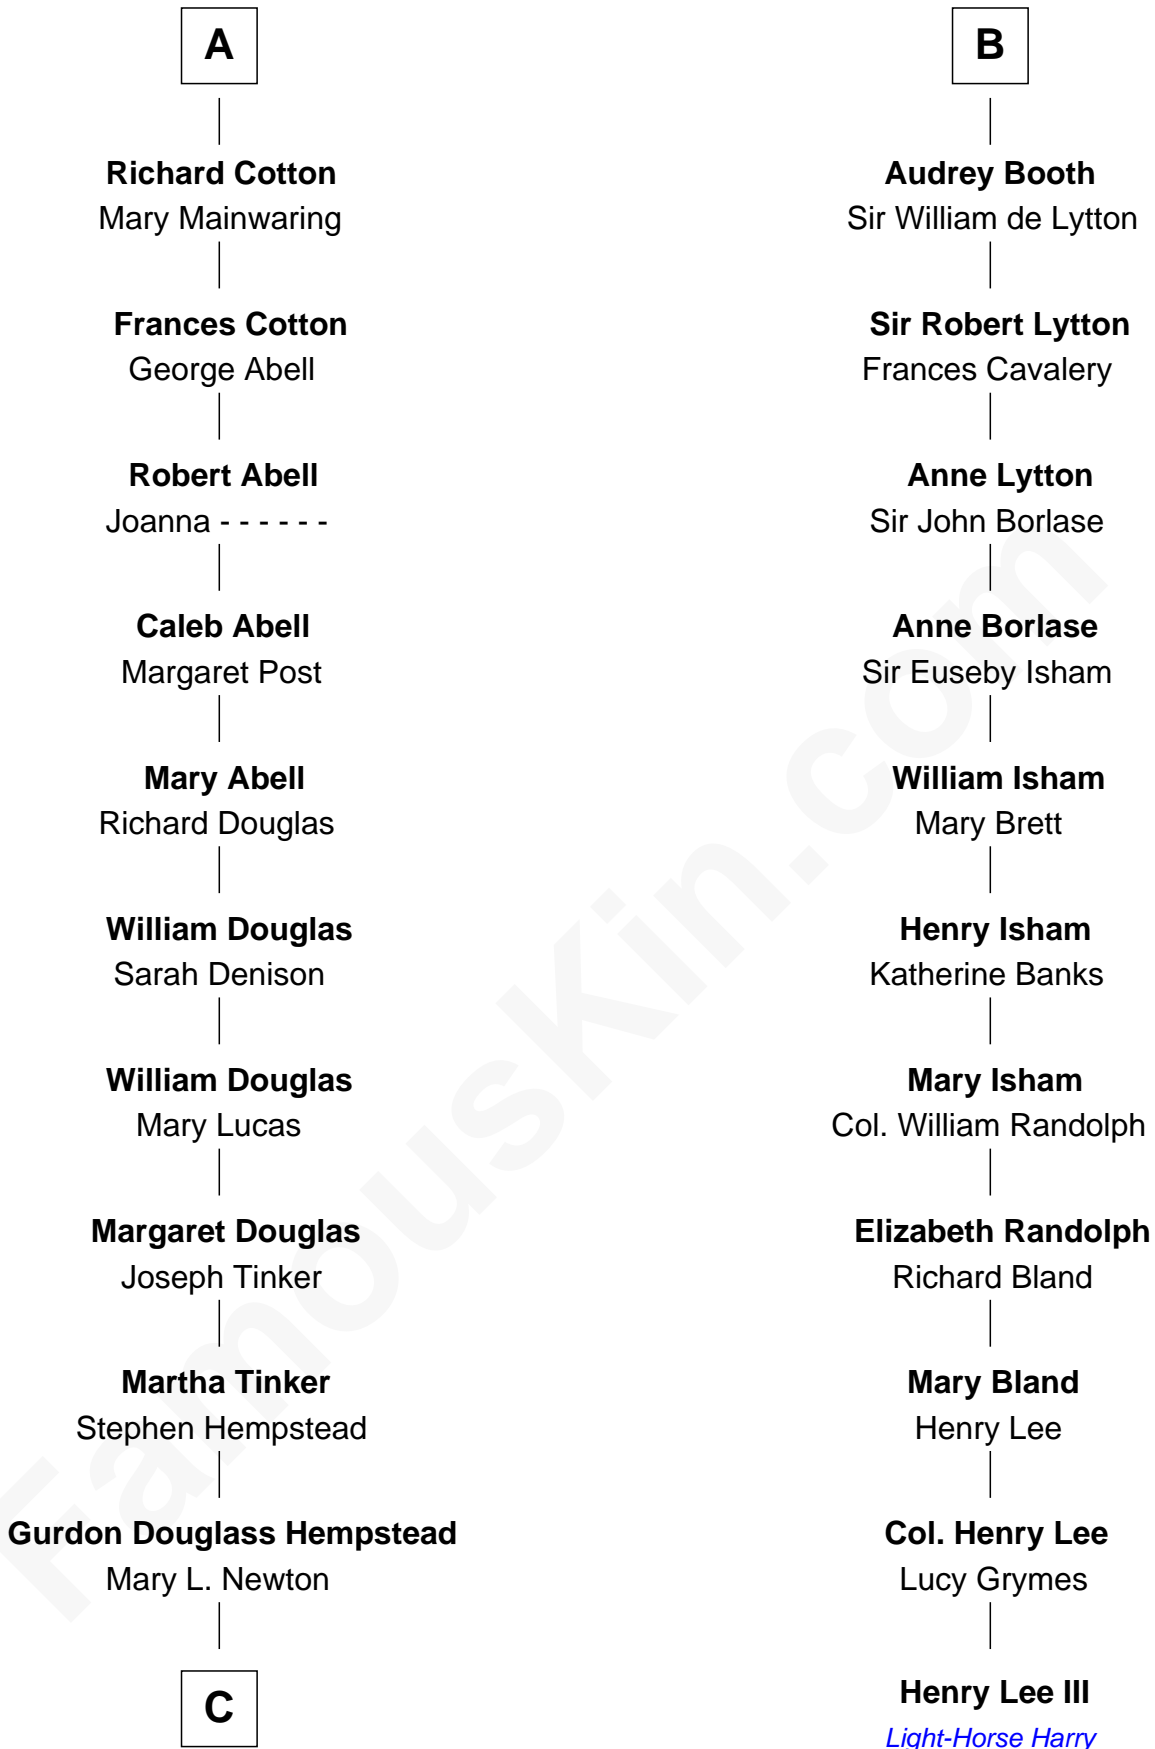 A
Richard Cotton
Mary Mainwaring
Frances Cotton
George Abell
Robert Abell
Joanna - - - - - -
Caleb Abell
Margaret Post
Mary Abell
Richard Douglas
William Douglas
Sarah Denison
William Douglas
Mary Lucas
Margaret Douglas
Joseph Tinker
Martha Tinker
Stephen Hempstead
Gurdon Douglass Hempstead
Mary L. Newton
C
B
Audrey Booth
Sir William de Lytton
Sir Robert Lytton
Frances Cavalery
Anne Lytton
Sir John Borlase
Anne Borlase
Sir Euseby Isham
William Isham
Mary Brett
Henry Isham
Katherine Banks
Mary Isham
Col. William Randolph
Elizabeth Randolph
Richard Bland
Mary Bland
Henry Lee
Col. Henry Lee
Lucy Grymes
Henry Lee III
Light-Horse Harry
FamousKin.com